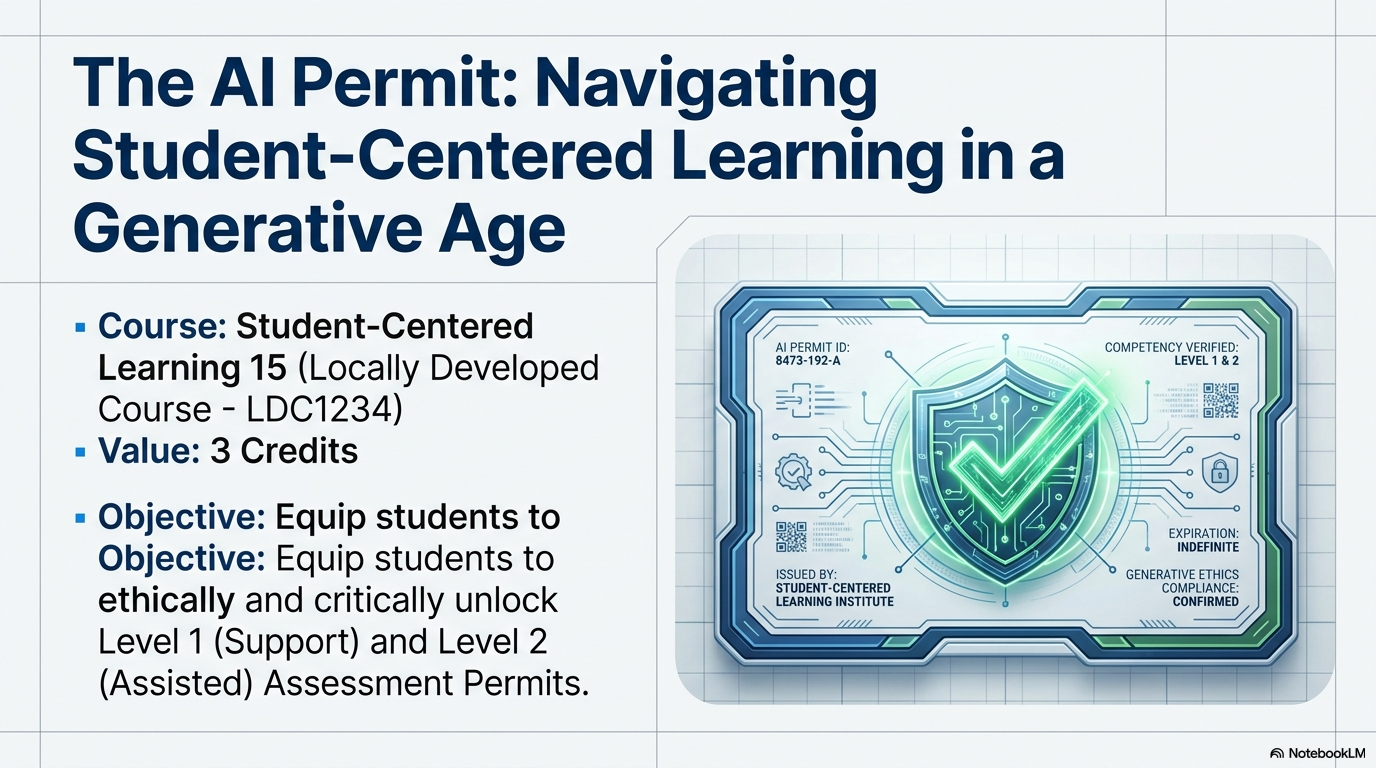 The AI Permit: Navigating
Student-Centered Learning in a
Generative Age
▪ Course: Student-Centered
Learning 15 (Locally Developed
Course - LDC1234)
▪ Value: 3 Credits
▪ Objective: Equip students to
Objective: Equip students to
ethically and critically unlock
Level 1 (Support) and Level 2
(Assisted) Assessment Permits.
AI PERMIT ID:
8473-192-A
COMPETENCY VERIFIED:
LEVEL 1 & 2
ISSUED BY:
STUDENT-CENTERED
LEARNING INSTITUTE
EXPIRATION:
INDEFINITE
GENERATIVE ETHICS
COMPLIANCE:
CONFIRMED
NotebookLM